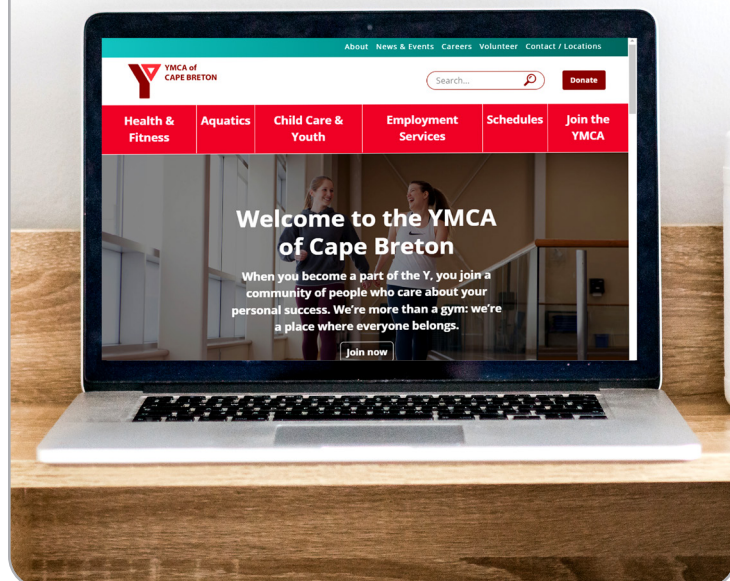 About News & Events Careers Volunteer Contact / Locations
YMCA of
CAPE BRETON
Search...
Donate
Health &
Fitness
Aquatics
Child Care &
Youth
Employment
Services
Schedules
Join the
YMCA
Welcome to the YMCA
of Cape Breton
When you become a part of the Y, you join a
community of people who care about your
personal success. We're more than a gym: we're
a place where everyone belongs.
Join now